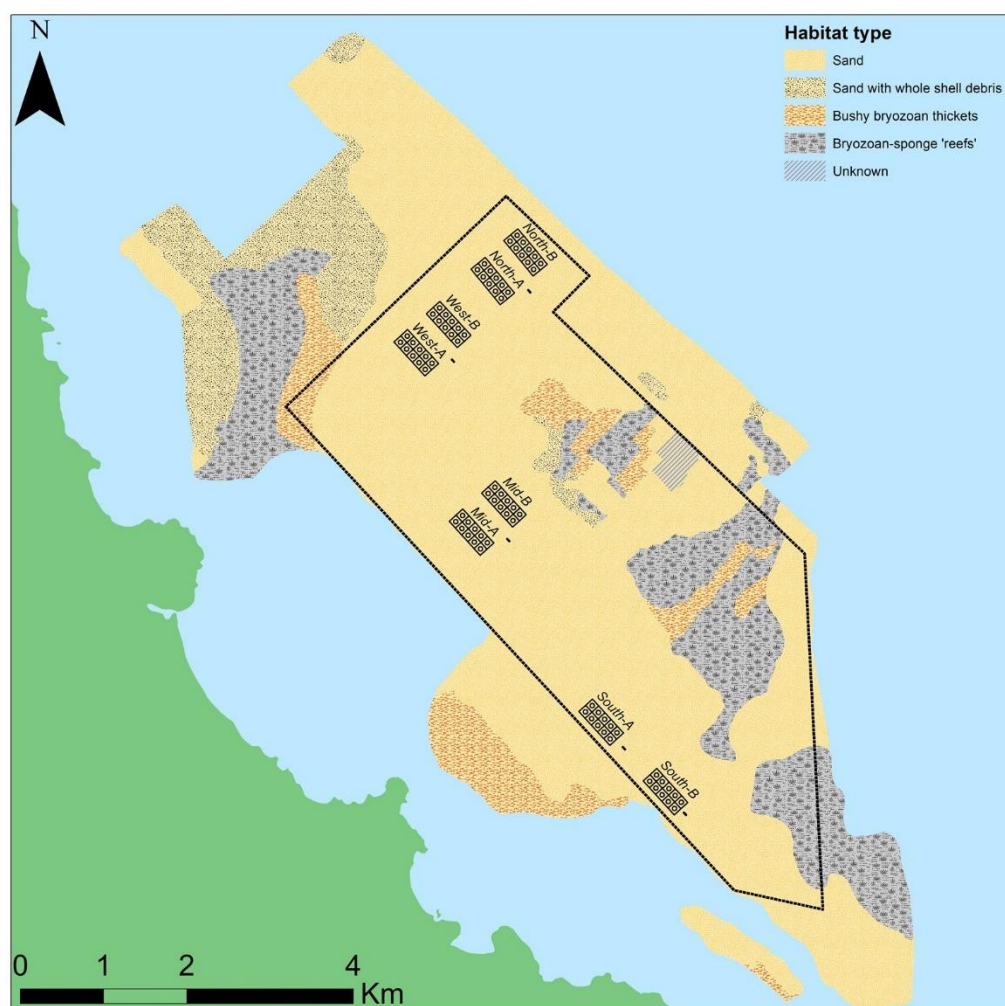 N
Habitat type
Sand
Sand with whole shell debris
Bushy bryozoan thickets
Bryozoan-sponge 'reefs'
Unknown
North-B
North-A
West-B
West-A
Mid-B
Mid-A
South-A
South-B
0 1 2 4
Km